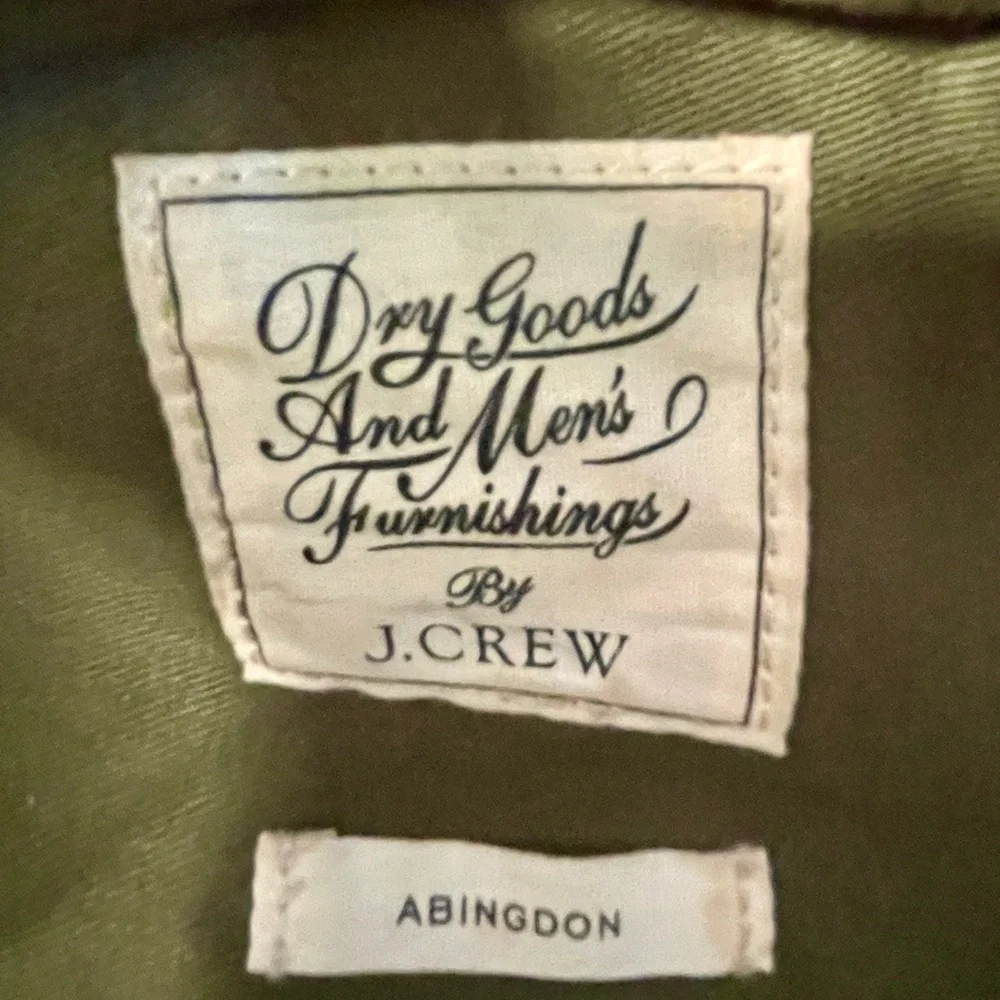 Dry Goods
And Men's
Furnishings
By
J.CREW
ABINGDON